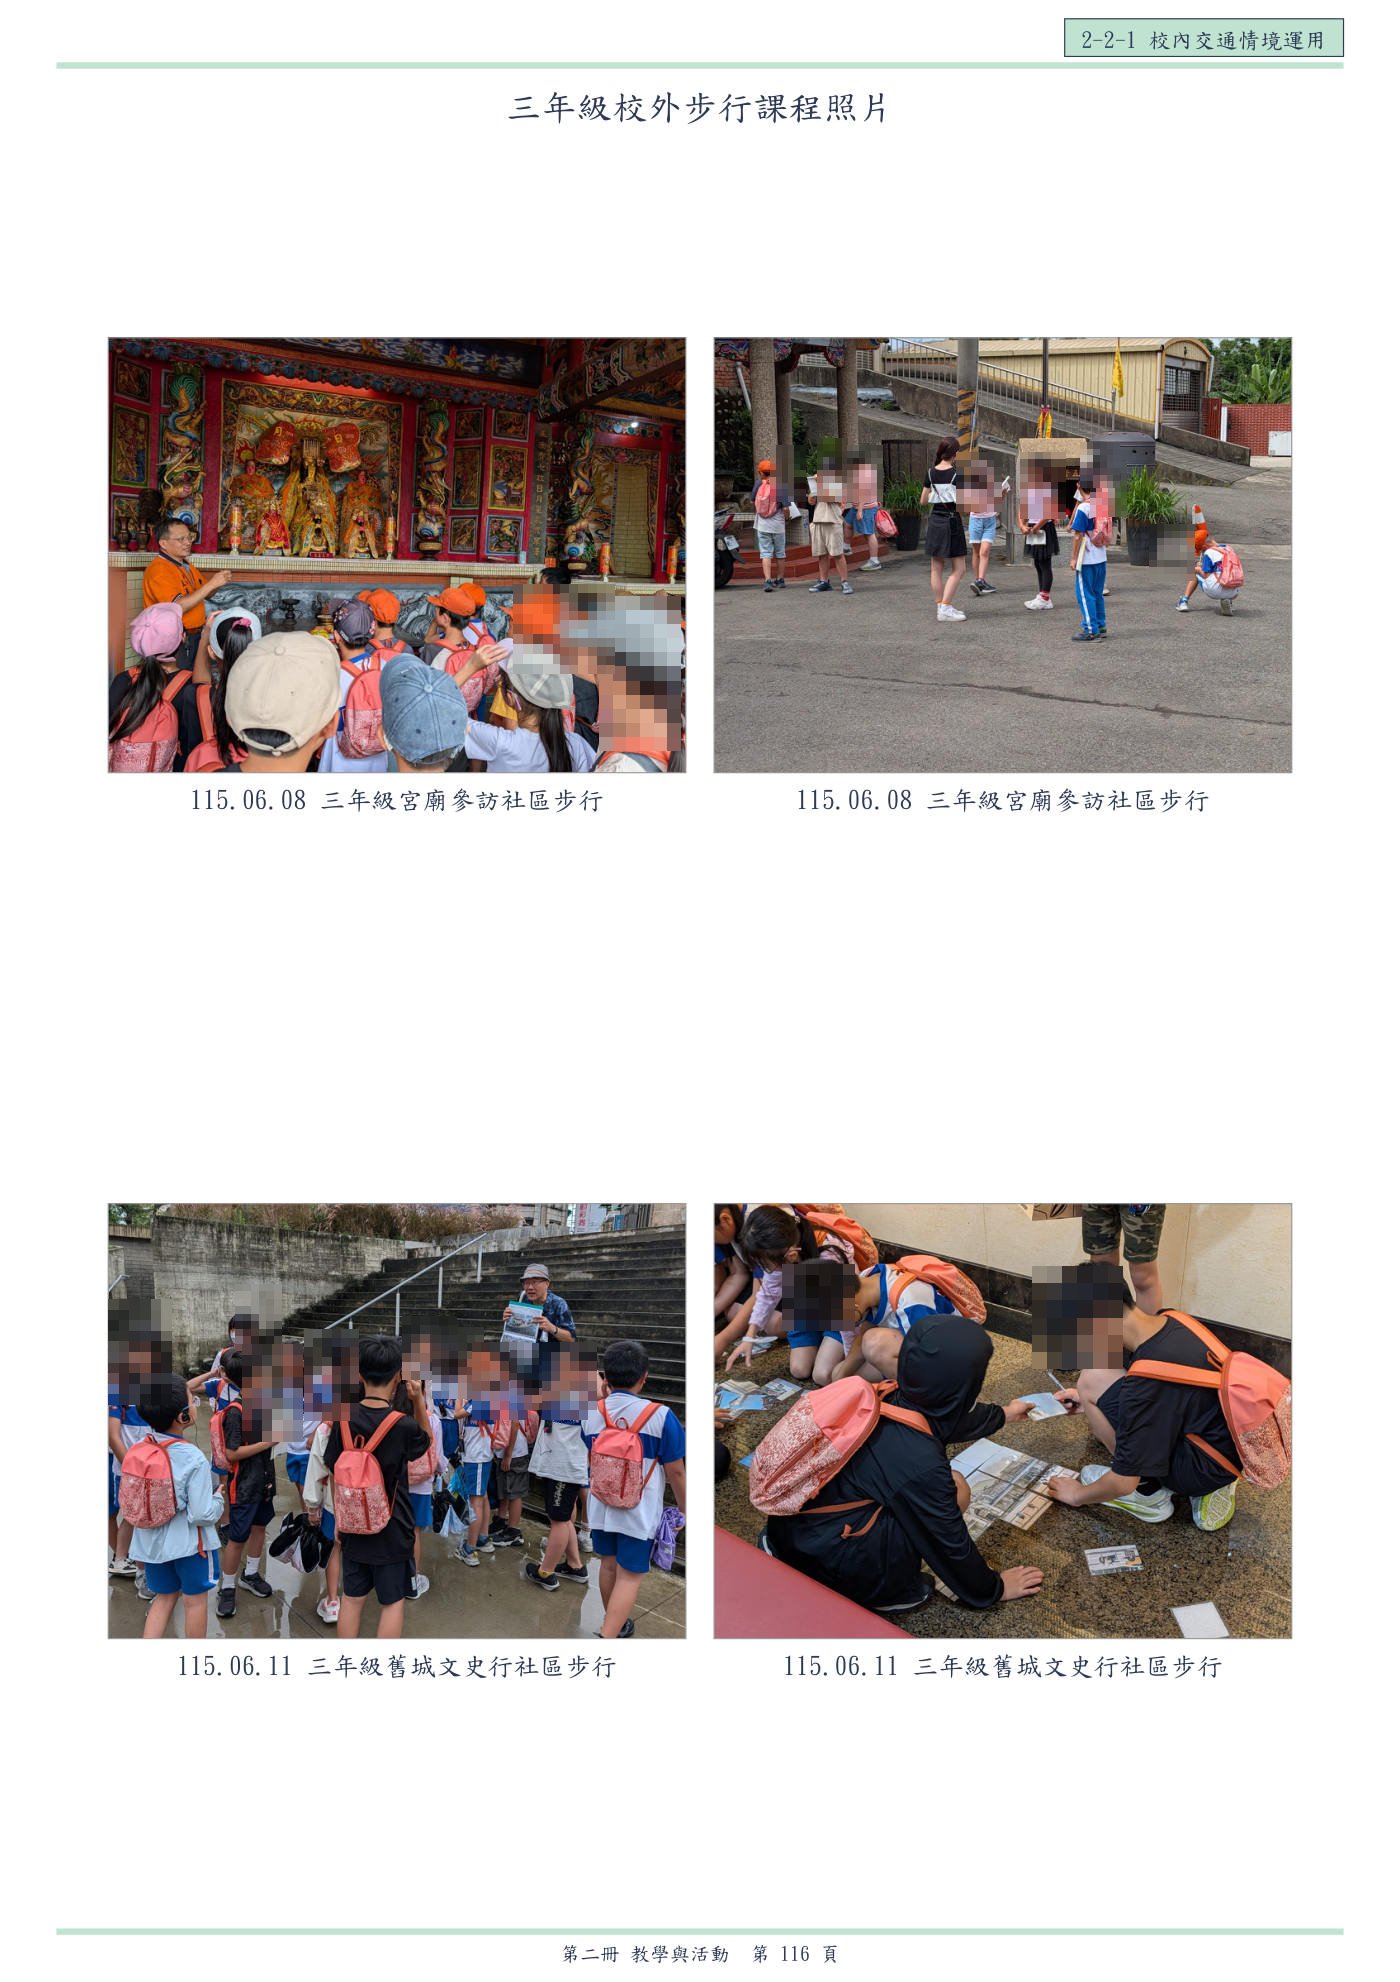 2-2-1 校內交通情境運用
三年級校外步行課程照片
115.06.08 三年級宮廟參訪社區步行
115.06.08 三年級宮廟參訪社區步行
115.06.11 三年級舊城文史行社區步行
115.06.11 三年級舊城文史行社區步行
第二冊 教學與活動 第 116 頁